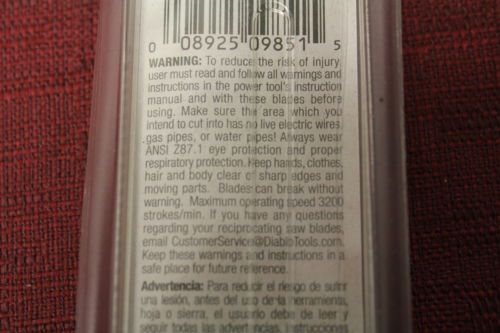 0 08925 09851 5
WARNING: To reduce the risk of injury,
user must read and follow all warnings and
instructions in the power tool's instruction
manual and with these blades before
using. Make sure the area which you
intend to cut into has no live electric wires,
gas pipes, or water pipes! Always wear
ANSI Z87.1 eye protection and proper
respiratory protection. Keep hands, clothes,
hair and body clear of sharp edges and
moving parts. Blades can break without
warning. Maximum operating speed 3200
strokes/min. If you have any questions
regarding your reciprocating saw blades,
email CustomerService@DiabloTools.com.
Keep these warnings and instructions in a
safe place for future reference.
Advertencia: Para reducir el riesgo de sufrir
una lesión, antes del uso de la herramienta,
hoja o sierra, el usuario debe de leer y
seguir todas las advertencias, instrucciones